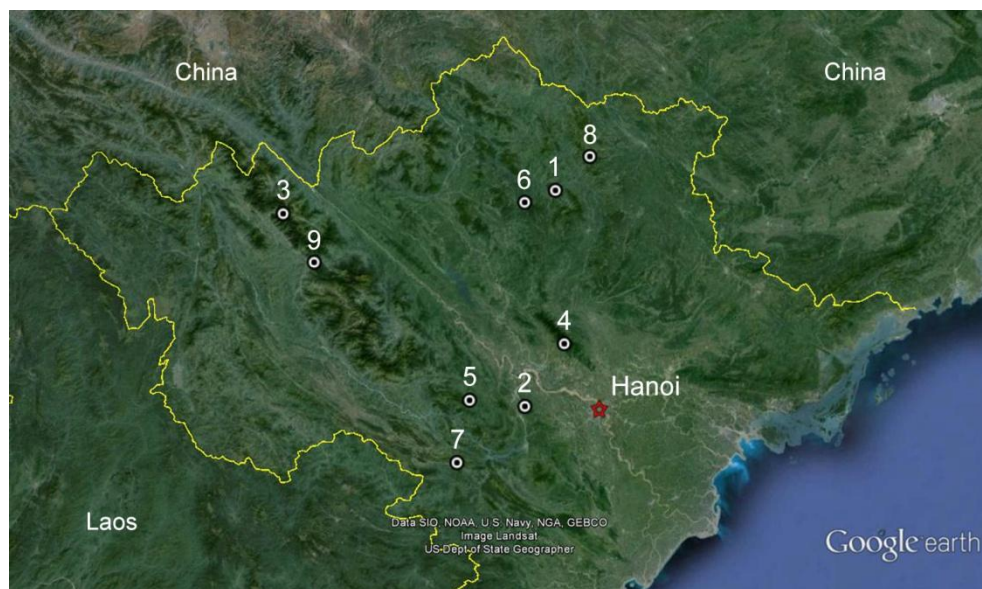 China
China
8
1
6
3
9
4
Hanoi
5
2
7
Laos
Data SIO, NOAA, U.S. Navy, NGA, GEBCO
Image Landsat
US Dept of State Geographer
Google earth